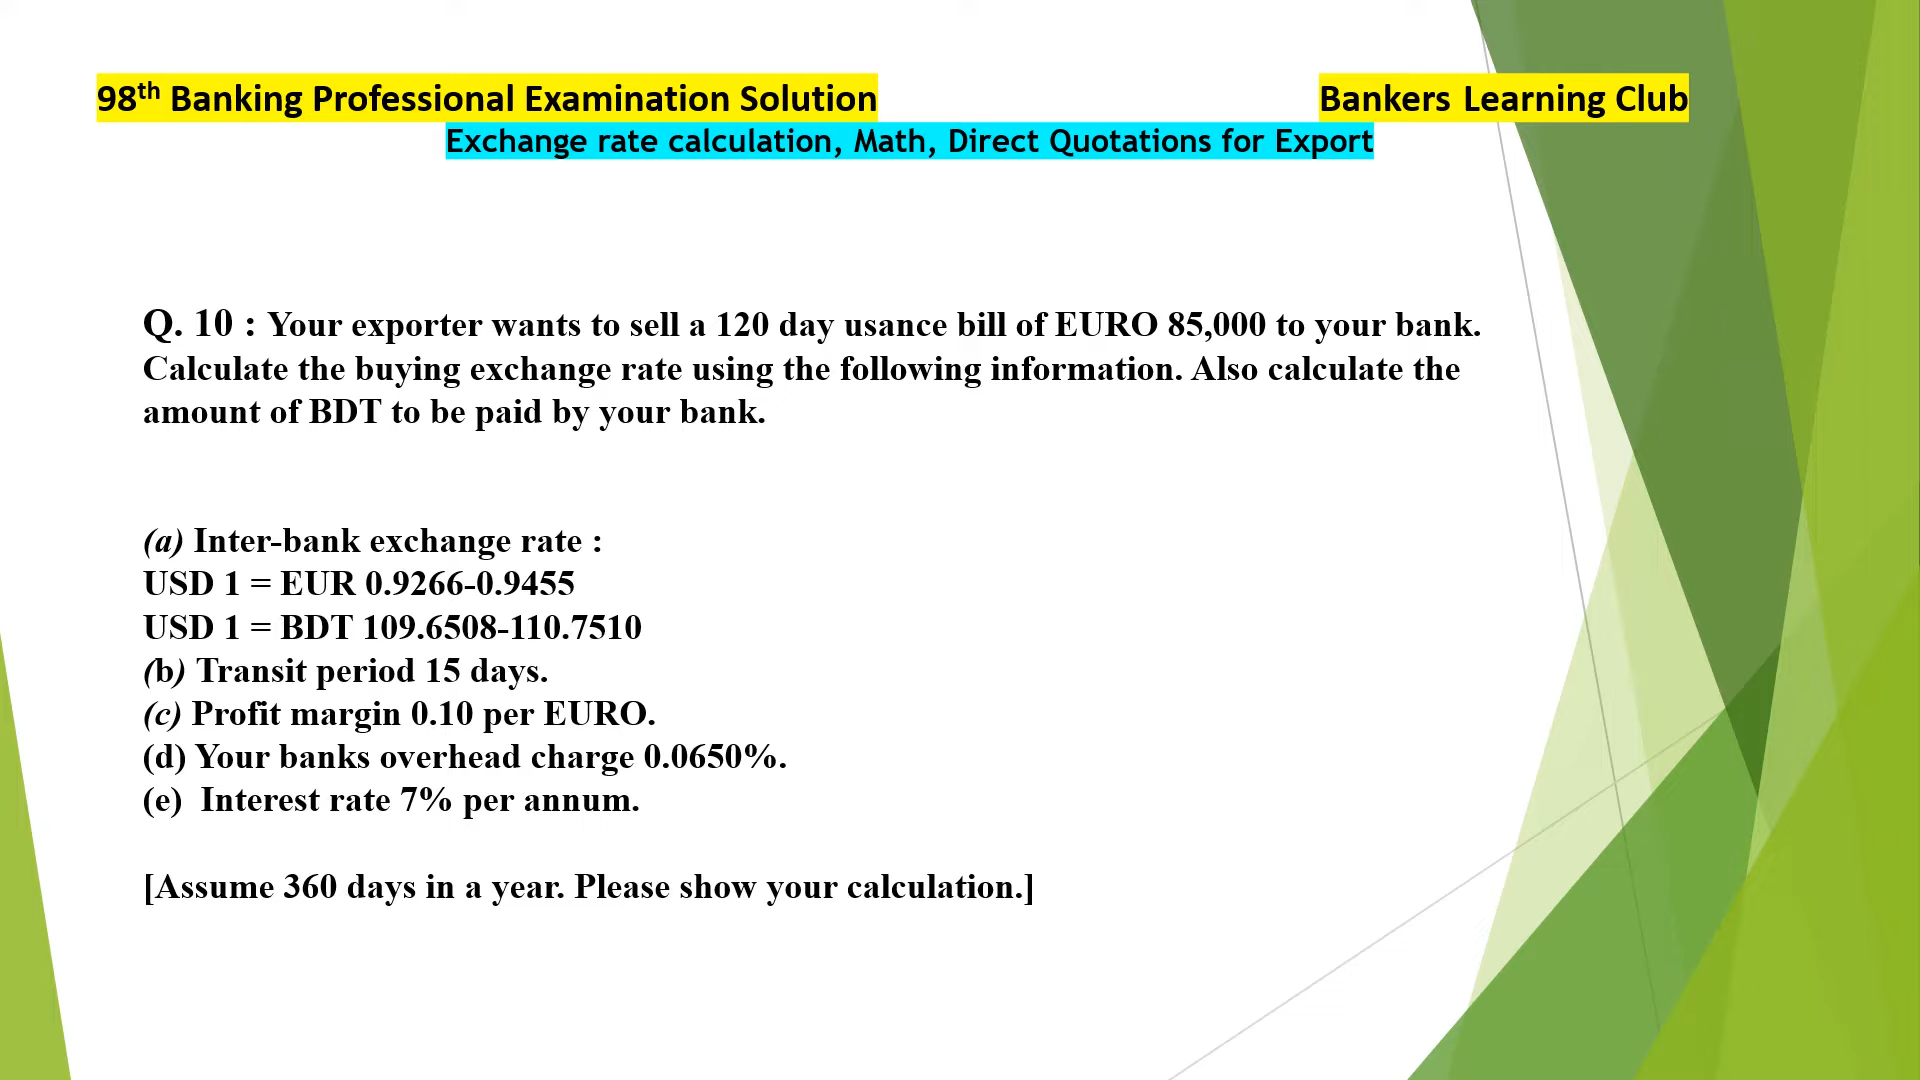 98th Banking Professional Examination Solution
Bankers Learning Club
Exchange rate calculation, Math, Direct Quotations for Export
Q. 10 : Your exporter wants to sell a 120 day usance bill of EURO 85,000 to your bank.
Calculate the buying exchange rate using the following information. Also calculate the
amount of BDT to be paid by your bank.
(a) Inter-bank exchange rate :
USD 1 = EUR 0.9266-0.9455
USD 1 = BDT 109.6508-110.7510
(b) Transit period 15 days.
(c) Profit margin 0.10 per EURO.
(d) Your banks overhead charge 0.0650%.
(e) Interest rate 7% per annum.
[Assume 360 days in a year. Please show your calculation.]